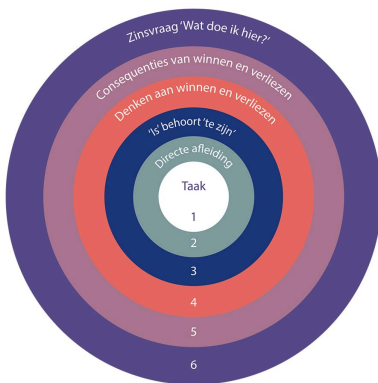 Zinsvraag 'Wat doe ik hier?'
Consequenties van winnen en verliezen
Denken aan winnen en verliezen
'Is' behoort 'te zijn'
Directe afleiding
Taak
1
2
3
4
5
6